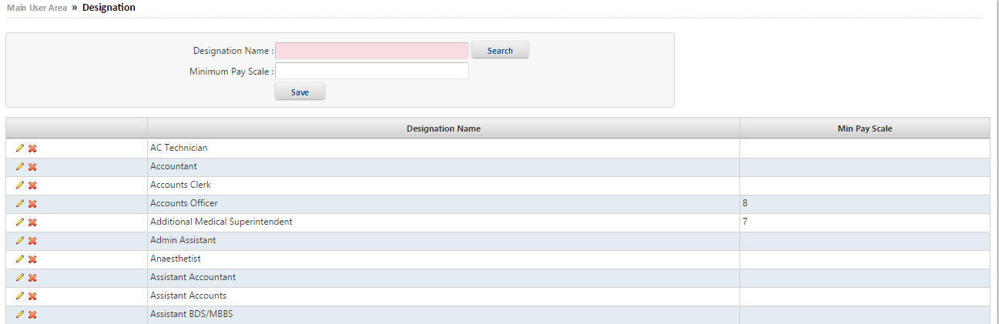 Main User Area » Designation
Designation Name :
Search
Minimum Pay Scale :
Save
Designation Name Min Pay Scale
AC Technician
Accountant
Accounts Clerk
Accounts Officer 8
Additional Medical Superintendent 7
Admin Assistant
Anaesthetist
Assistant Accountant
Assistant Accounts
Assistant BDS/MBBS